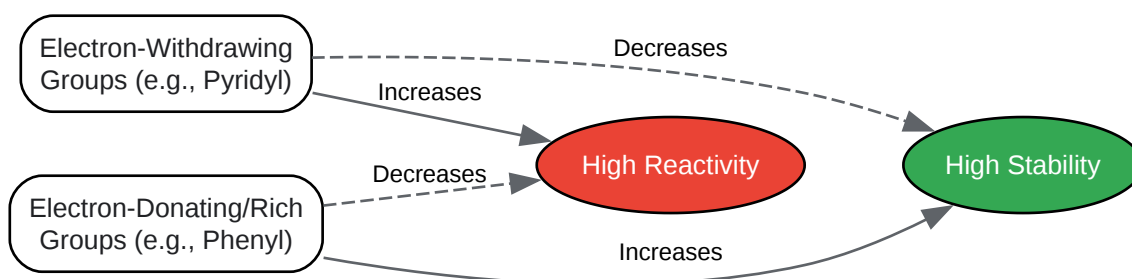 Electron-Withdrawing
Groups (e.g., Pyridyl)
Decreases
Increases
High Reactivity
High Stability
Decreases
Electron-Donating/Rich
Groups (e.g., Phenyl)
Increases